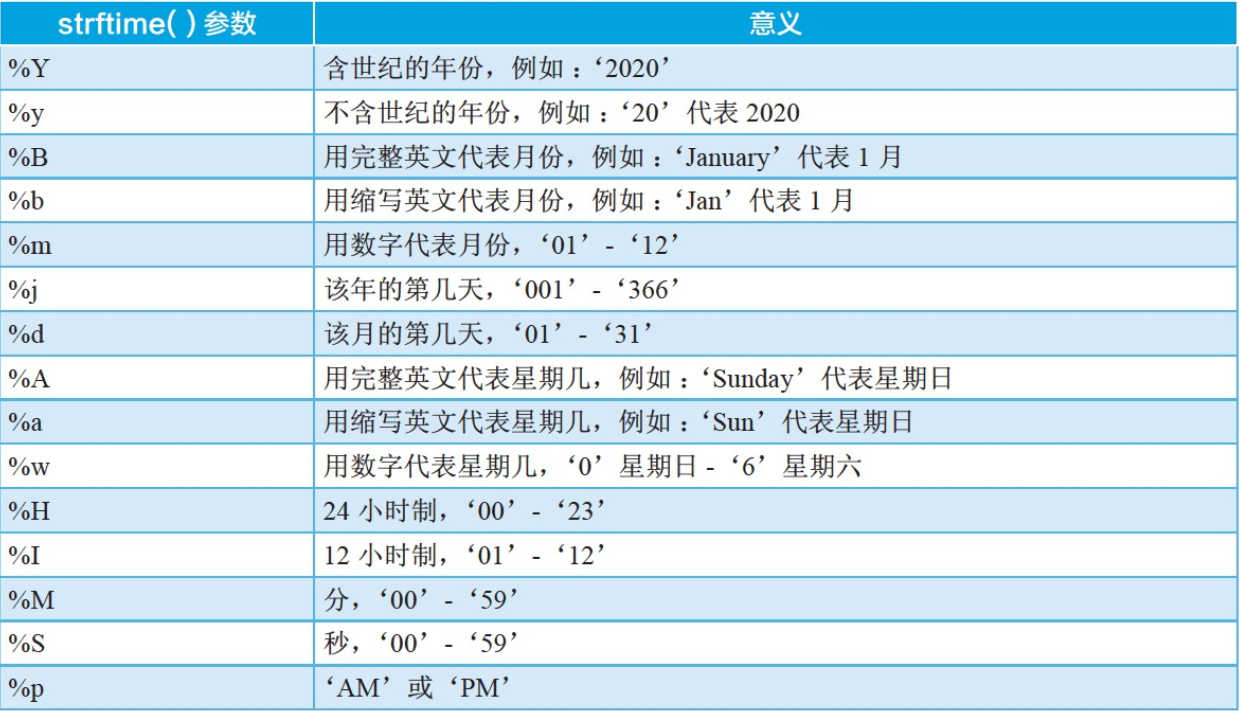 strftime( ) 参数 意义
%Y 含世纪的年份，例如：‘2020’
%y 不含世纪的年份，例如：‘20’代表 2020
%B 用完整英文代表月份，例如：‘January’代表 1 月
%b 用缩写英文代表月份，例如：‘Jan’代表 1 月
%m 用数字代表月份，‘01’ - ‘12’
%j 该年的第几天，‘001’ - ‘366’
%d 该月的第几天，‘01’ - ‘31’
%A 用完整英文代表星期几，例如：‘Sunday’代表星期日
%a 用缩写英文代表星期几，例如：‘Sun’代表星期日
%w 用数字代表星期几，‘0’星期日 - ‘6’星期六
%H 24 小时制，‘00’ - ‘23’
%I 12 小时制，‘01’ - ‘12’
%M 分，‘00’ - ‘59’
%S 秒，‘00’ - ‘59’
%p ‘AM’或‘PM’